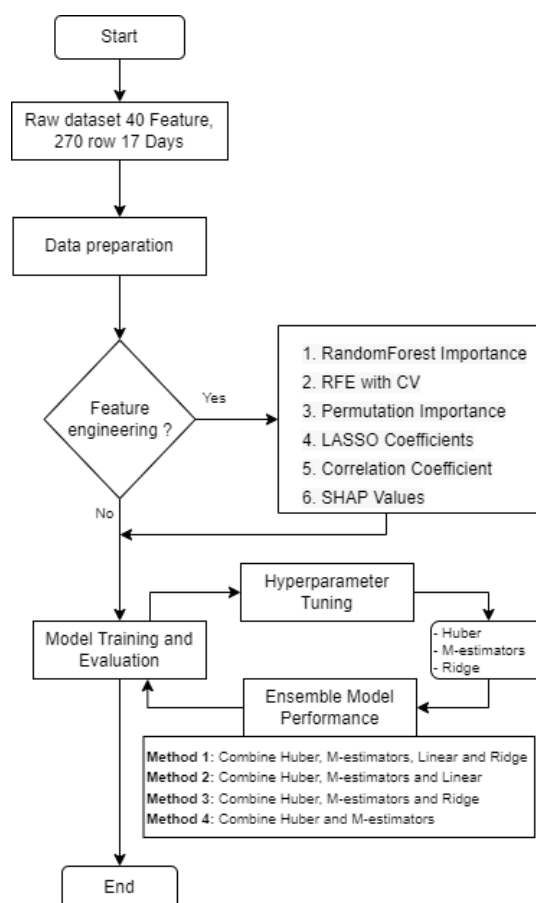 Start
Raw dataset 40 Feature,
270 row 17 Days
Data preparation
Feature
engineering ?
Yes
No
1. RandomForest Importance
2. RFE with CV
3. Permutation Importance
4. LASSO Coefficients
5. Correlation Coefficient
6. SHAP Values
Hyperparameter
Tuning
Model Training and
Evaluation
- Huber
- M-estimators
- Ridge
Ensemble Model
Performance
Method 1: Combine Huber, M-estimators, Linear and Ridge
Method 2: Combine Huber, M-estimators and Linear
Method 3: Combine Huber, M-estimators and Ridge
Method 4: Combine Huber and M-estimators
End